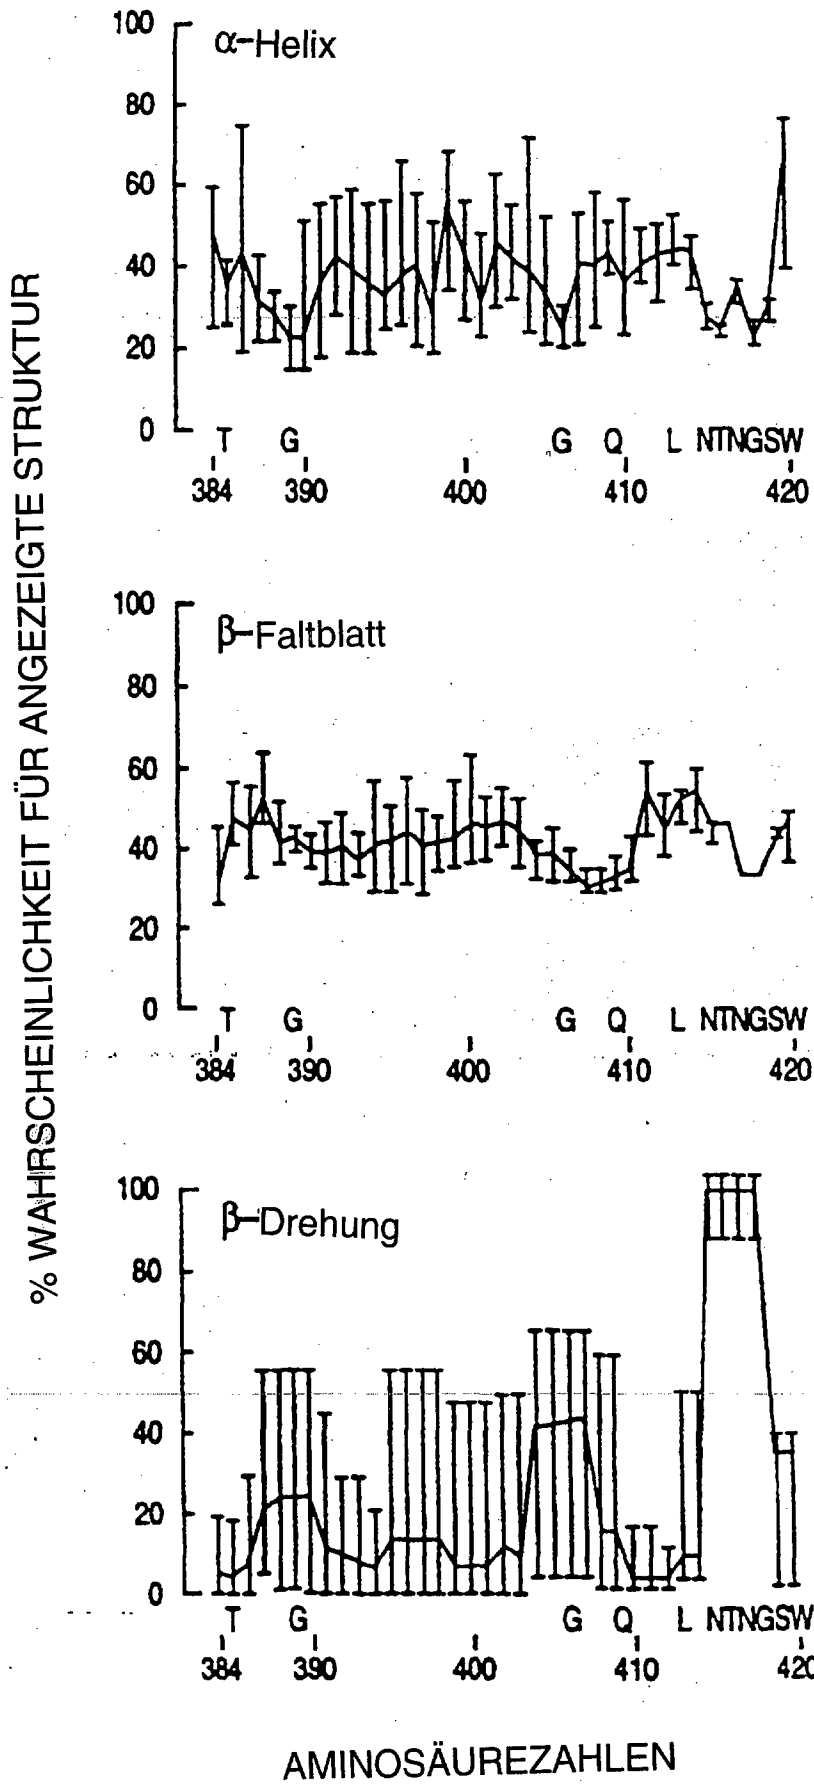 % WAHRSCHEINLICHKEIT FÜR ANGEZEIGTE STRUKTUR
α-Helix
100
80
60
40
20
0
T G G Q L NTNGSW
384 390 400 410 420
β-Faltblatt
100
80
60
40
20
0
T G G Q L NTNGSW
384 390 400 410 420
β-Drehung
100
80
60
40
20
0
T G G Q L NTNGSW
384 390 400 410 420
AMINOSÄUREZAHLEN